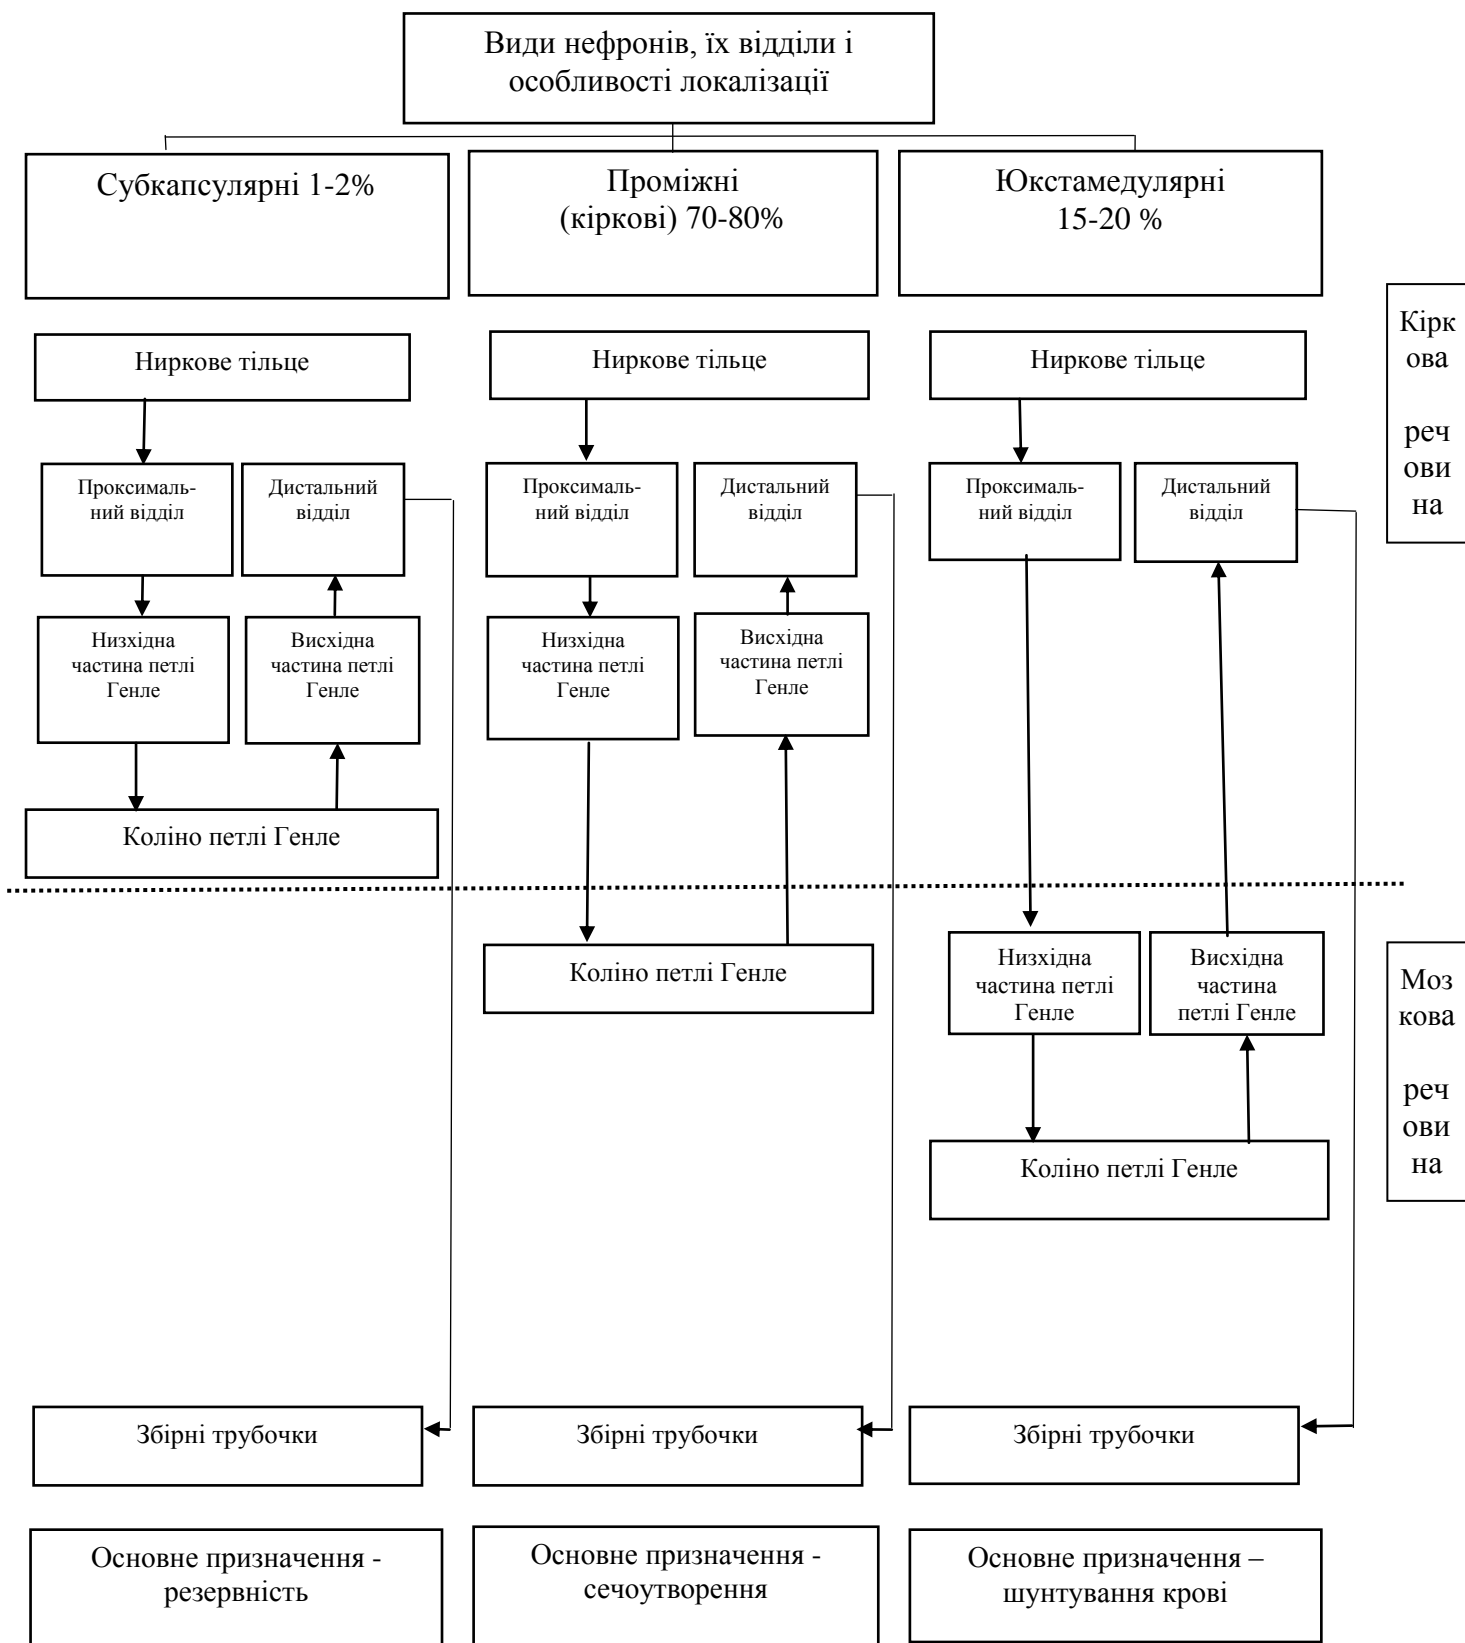 Види нефронів, їх відділи і
особливості локалізації
Субкапсулярні 1-2%
Проміжні
(кіркові) 70-80%
Юкстамедулярні
15-20 %
Кірк
ова
реч
ови
на
Ниркове тільце
Ниркове тільце
Ниркове тільце
Проксималь-
ний відділ
Дистальний
відділ
Проксималь-
ний відділ
Дистальний
відділ
Проксималь-
ний відділ
Дистальний
відділ
Низхідна
частина петлі
Генле
Висхідна
частина петлі
Генле
Низхідна
частина петлі
Генле
Висхідна
частина петлі
Генле
Коліно петлі Генле
Коліно петлі Генле
Низхідна
частина петлі
Генле
Висхідна
частина
петлі Генле
Моз
кова
реч
ови
на
Коліно петлі Генле
Збірні трубочки
Збірні трубочки
Збірні трубочки
Основне призначення -
резервність
Основне призначення -
сечоутворення
Основне призначення –
шунтування крові